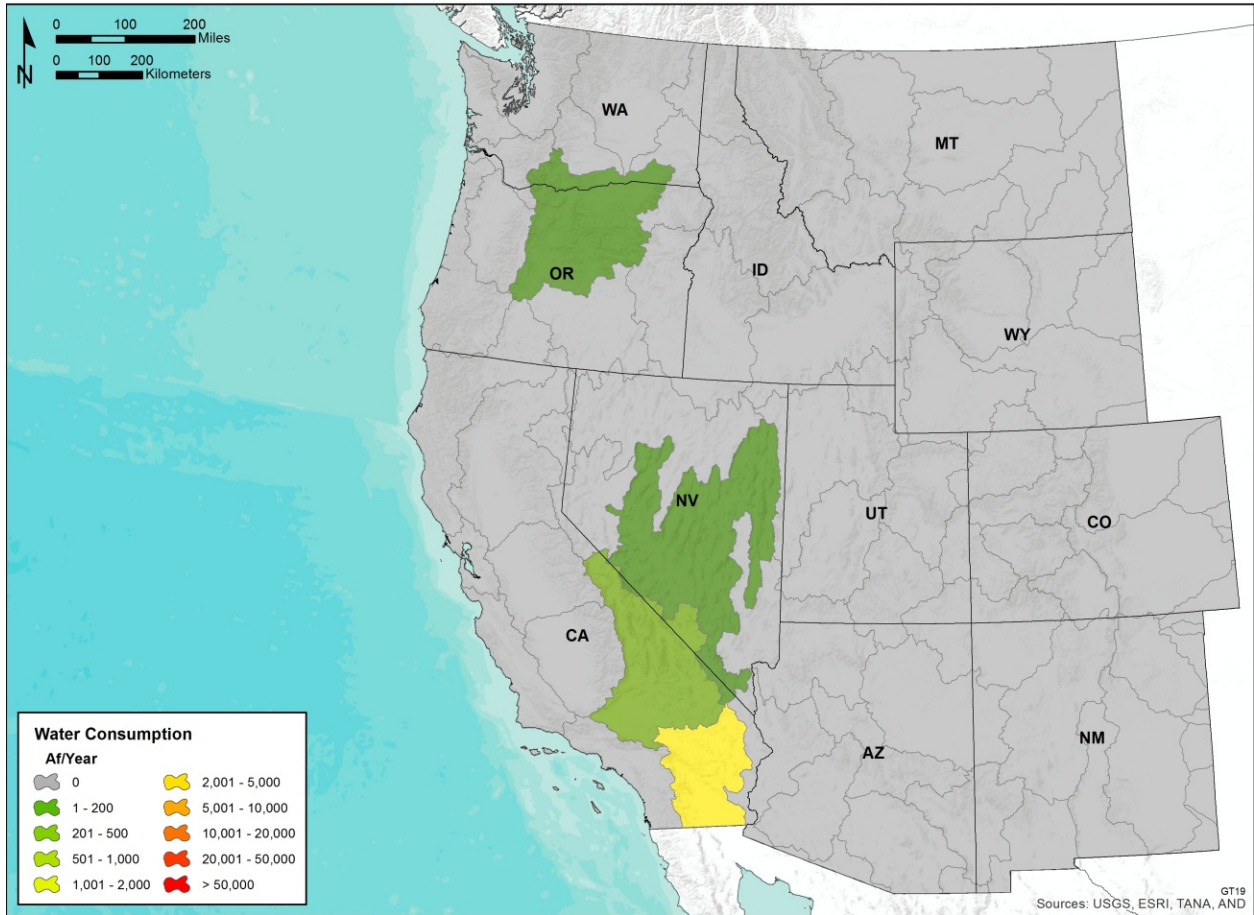 0 100 200
Miles
0 100 200
Kilometers
N
WA
MT
OR
ID
WY
NV
UT
CO
CA
AZ
NM
Water Consumption
Af/Year
0
1 - 200
201 - 500
501 - 1,000
1,001 - 2,000
2,001 - 5,000
5,001 - 10,000
10,001 - 20,000
20,001 - 50,000
> 50,000
GT19
Sources: USGS, ESRI, TANA, AND